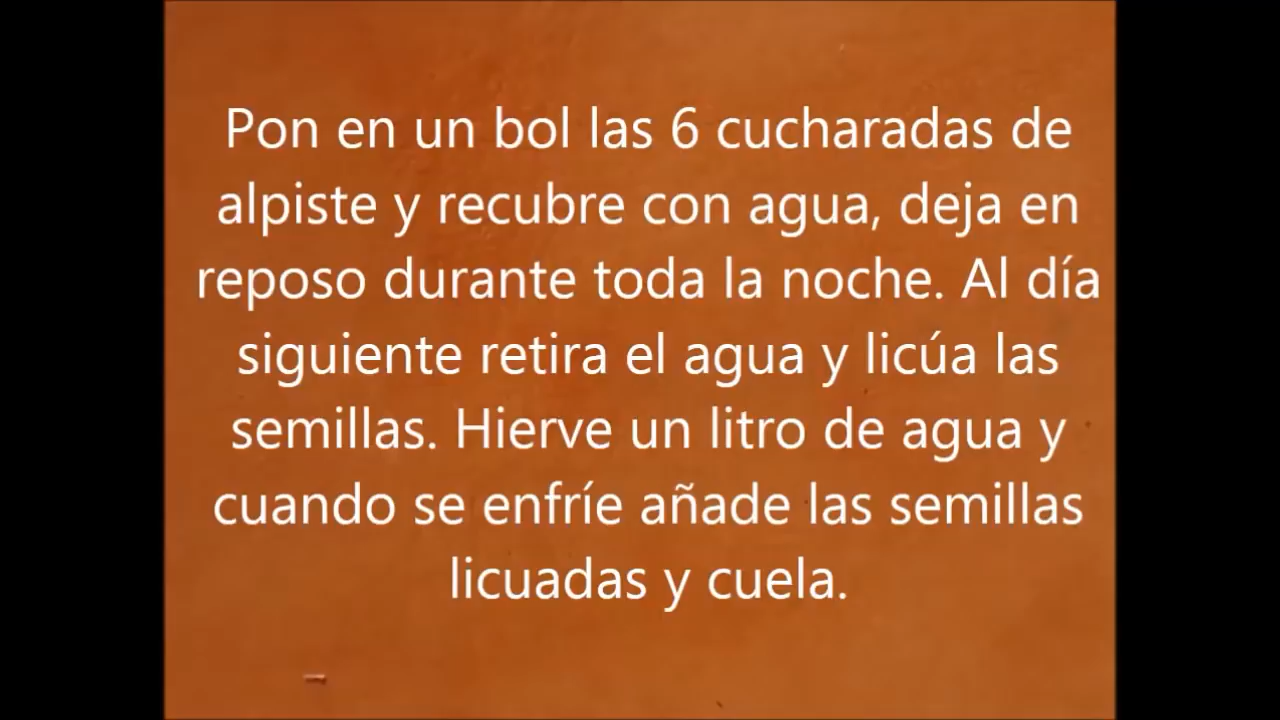 Pon en un bol las 6 cucharadas de
alpiste y recubre con agua, deja en
reposo durante toda la noche. Al día
siguiente retira el agua y licúa las
semillas. Hierve un litro de agua y
cuando se enfríe añade las semillas
licuadas y cuela.